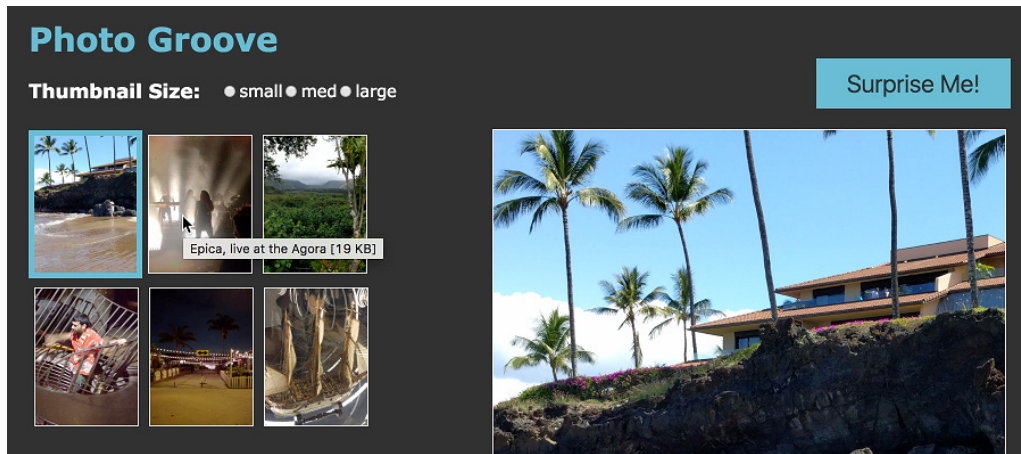 Photo Groove
Thumbnail Size: small med large
Surprise Me!
Epica, live at the Agora [19 KB]